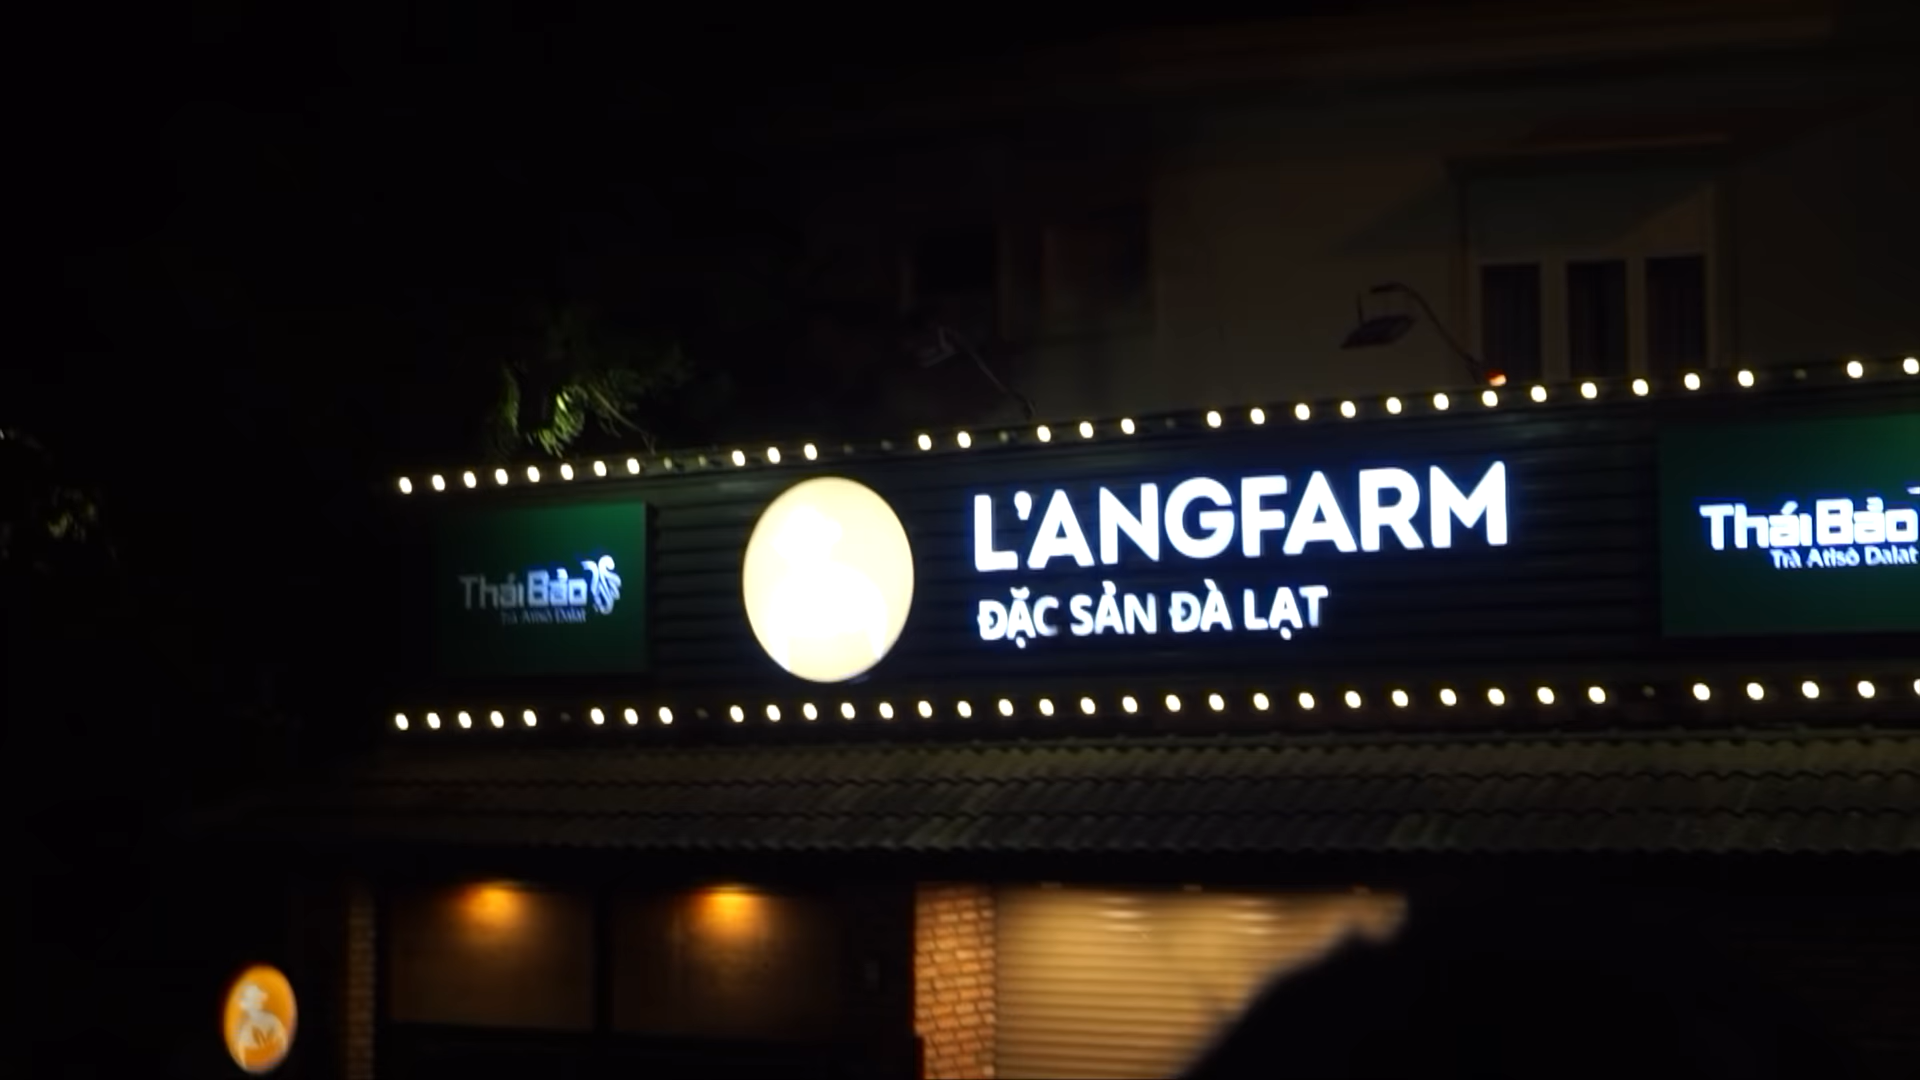 Thái Bảo
Trà Atisô Dalat
L'ANGFARM
ĐẶC SẢN ĐÀ LẠT
Thái Bảo
Trà Atisô Dalat